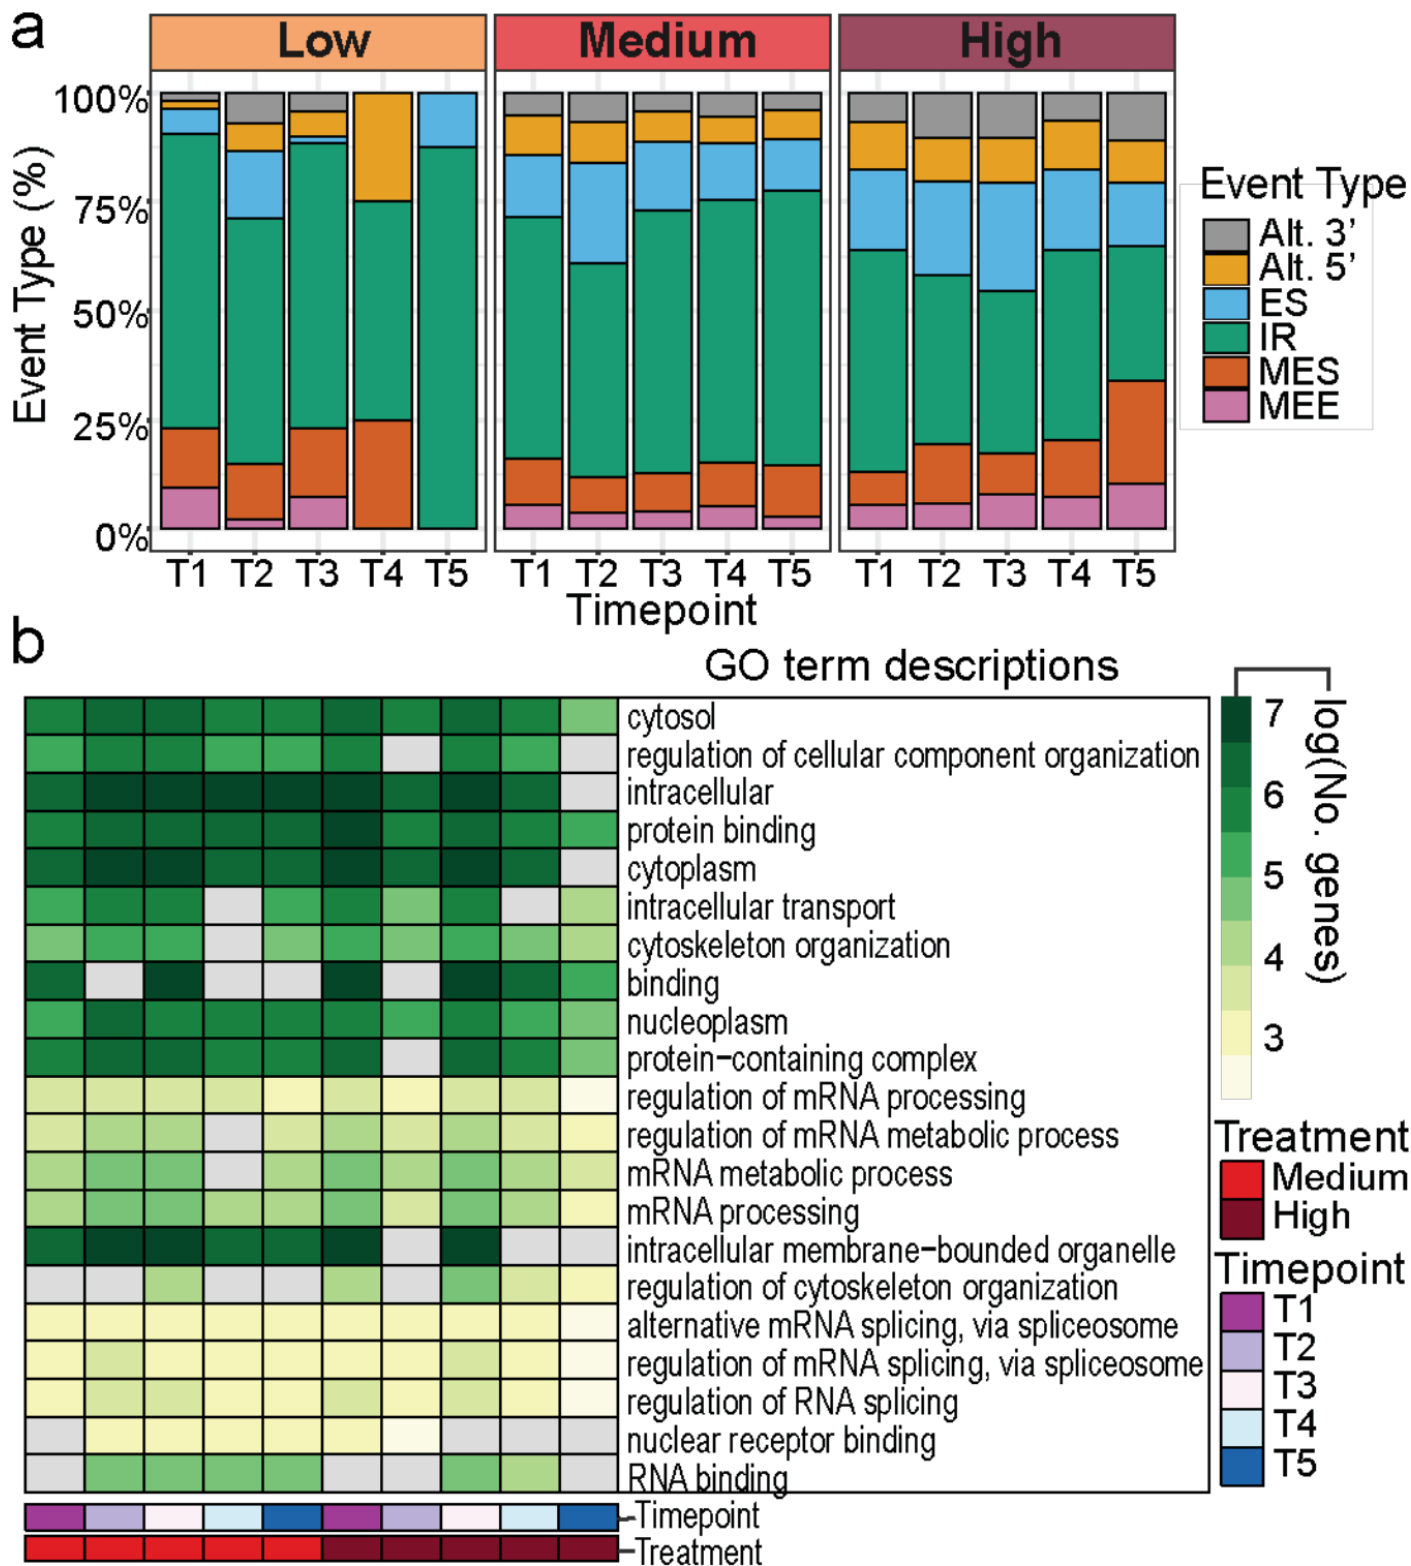 a
Low
Medium
High
100%
75%
50%
25%
0%
Event Type (%)
T1 T2 T3 T4 T5
T1 T2 T3 T4 T5
T1 T2 T3 T4 T5
Timepoint
Event Type
Alt. 3’
Alt. 5’
ES
IR
MES
MEE
b
GO term descriptions
cytosol
regulation of cellular component organization
intracellular
protein binding
cytoplasm
intracellular transport
cytoskeleton organization
binding
nucleoplasm
protein−containing complex
regulation of mRNA processing
regulation of mRNA metabolic process
mRNA metabolic process
mRNA processing
intracellular membrane−bounded organelle
regulation of cytoskeleton organization
alternative mRNA splicing, via spliceosome
regulation of mRNA splicing, via spliceosome
regulation of RNA splicing
nuclear receptor binding
RNA binding
Timepoint
Treatment
7
6
5
4
3
log(No. genes)
Treatment
Medium
High
Timepoint
T1
T2
T3
T4
T5